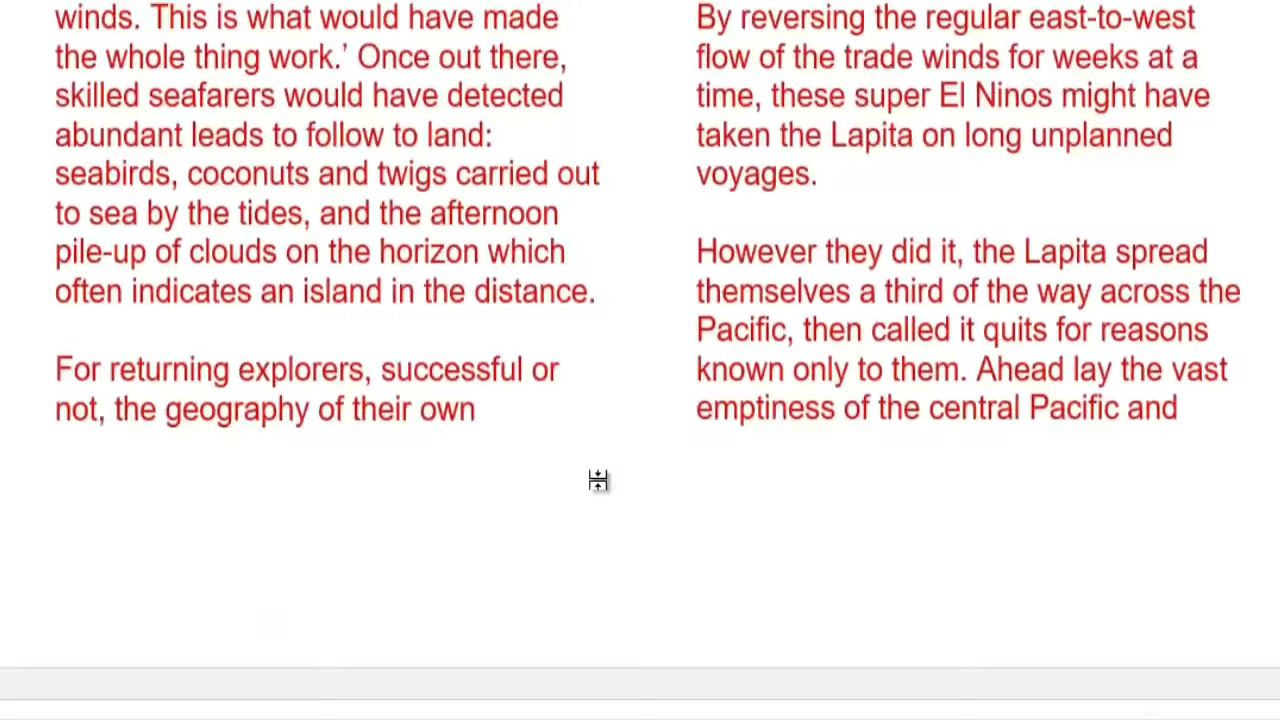 winds. This is what would have made
the whole thing work.’ Once out there,
skilled seafarers would have detected
abundant leads to follow to land:
seabirds, coconuts and twigs carried out
to sea by the tides, and the afternoon
pile-up of clouds on the horizon which
often indicates an island in the distance.
For returning explorers, successful or
not, the geography of their own
By reversing the regular east-to-west
flow of the trade winds for weeks at a
time, these super El Ninos might have
taken the Lapita on long unplanned
voyages.
However they did it, the Lapita spread
themselves a third of the way across the
Pacific, then called it quits for reasons
known only to them. Ahead lay the vast
emptiness of the central Pacific and